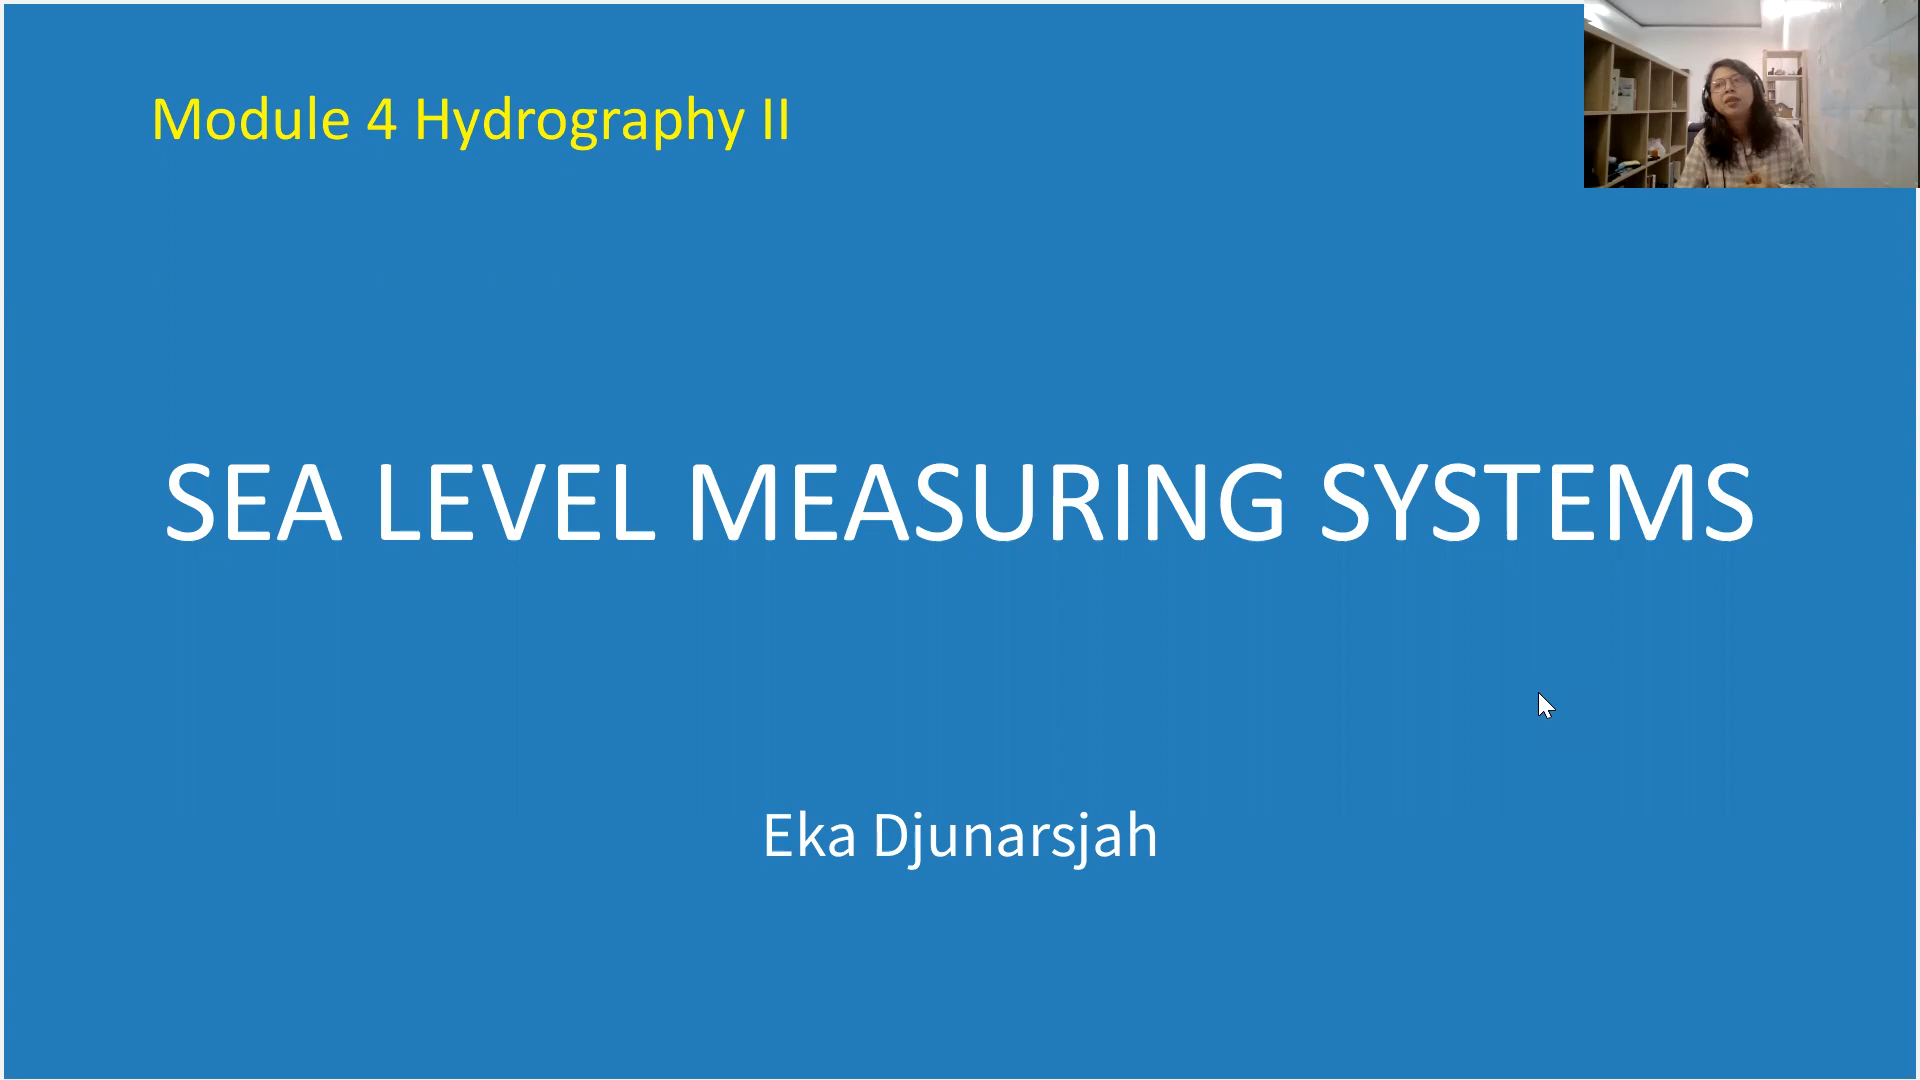 Module 4 Hydrography II
SEA LEVEL MEASURING SYSTEMS
Eka Djunarsjah